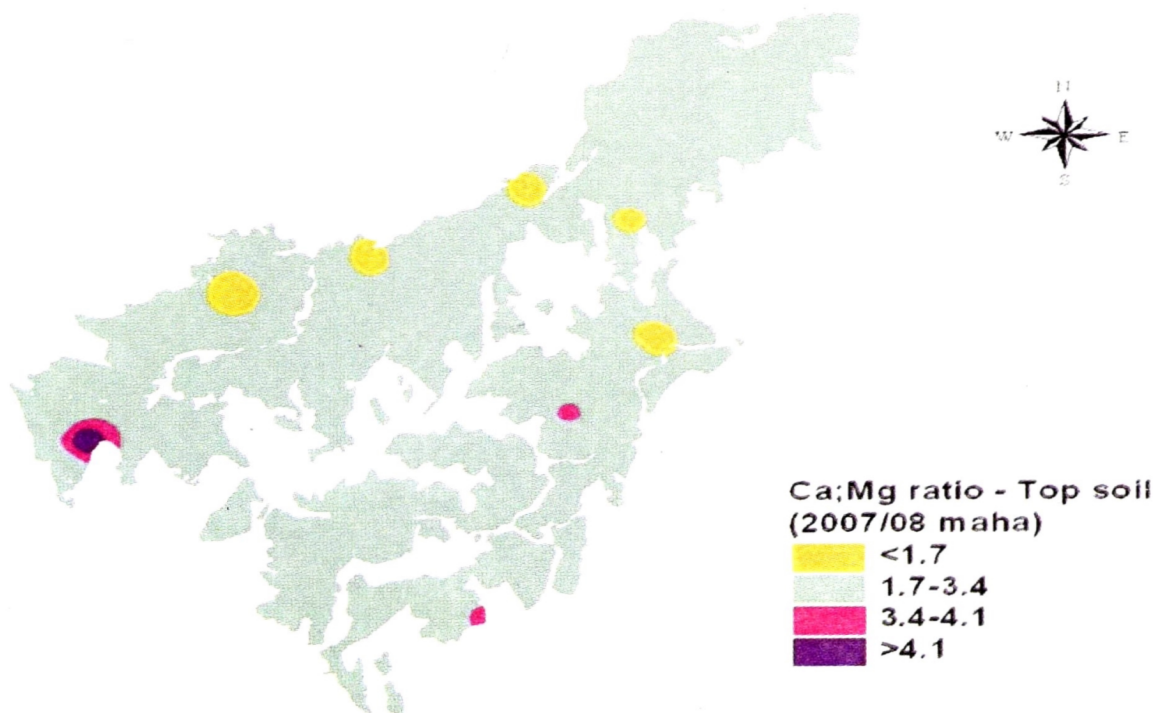 N
W E
S
Ca;Mg ratio - Top soil
(2007/08 maha)
<1.7
1.7-3.4
3.4-4.1
>4.1